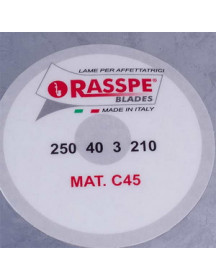 LAME PER AFFETTATRICI
RASSPE®
BLADES
MADE IN ITALY
250 40 3 210
MAT. C45